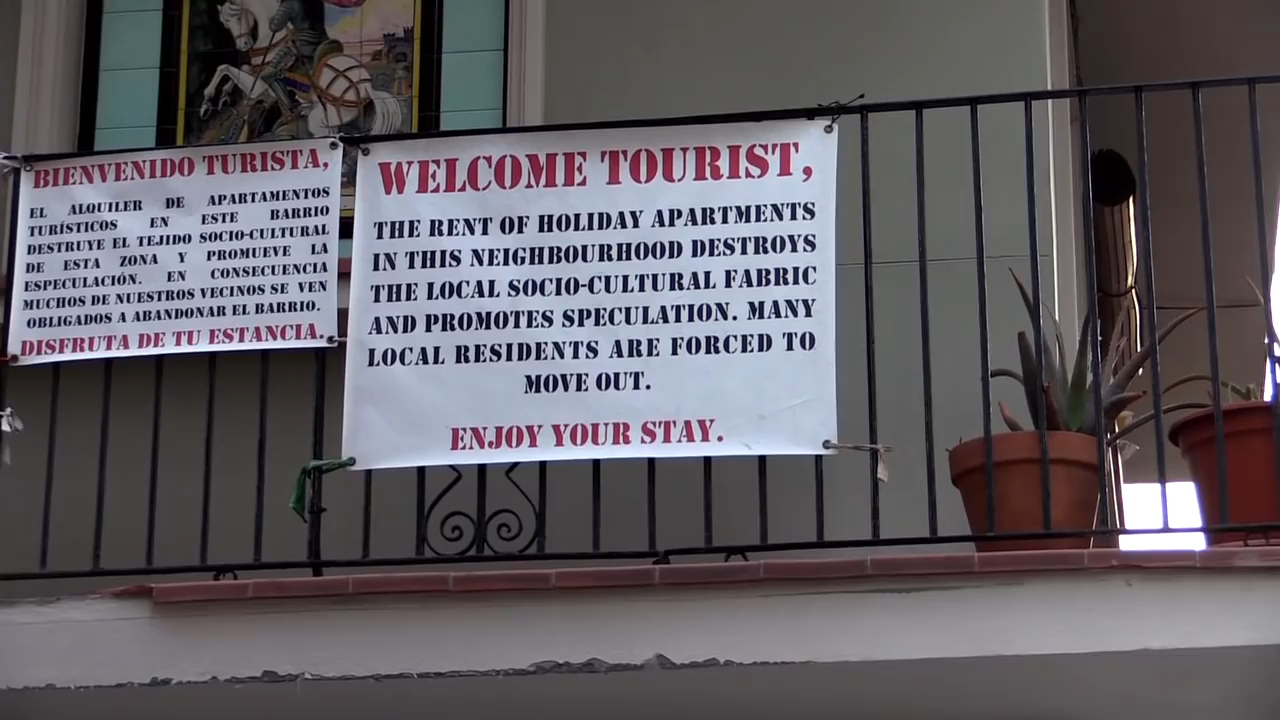 BIENVENIDO TURISTA,
EL ALQUILER DE APARTAMENTOS
TURÍSTICOS EN ESTE BARRIO
DESTRUYE EL TEJIDO SOCIO-CULTURAL
DE ESTA ZONA Y PROMUEVE LA
ESPECULACIÓN. EN CONSECUENCIA
MUCHOS DE NUESTROS VECINOS SE VEN
OBLIGADOS A ABANDONAR EL BARRIO.
DISFRUTA DE TU ESTANCIA.
WELCOME TOURIST,
THE RENT OF HOLIDAY APARTMENTS
IN THIS NEIGHBOURHOOD DESTROYS
THE LOCAL SOCIO-CULTURAL FABRIC
AND PROMOTES SPECULATION. MANY
LOCAL RESIDENTS ARE FORCED TO
MOVE OUT.
ENJOY YOUR STAY.